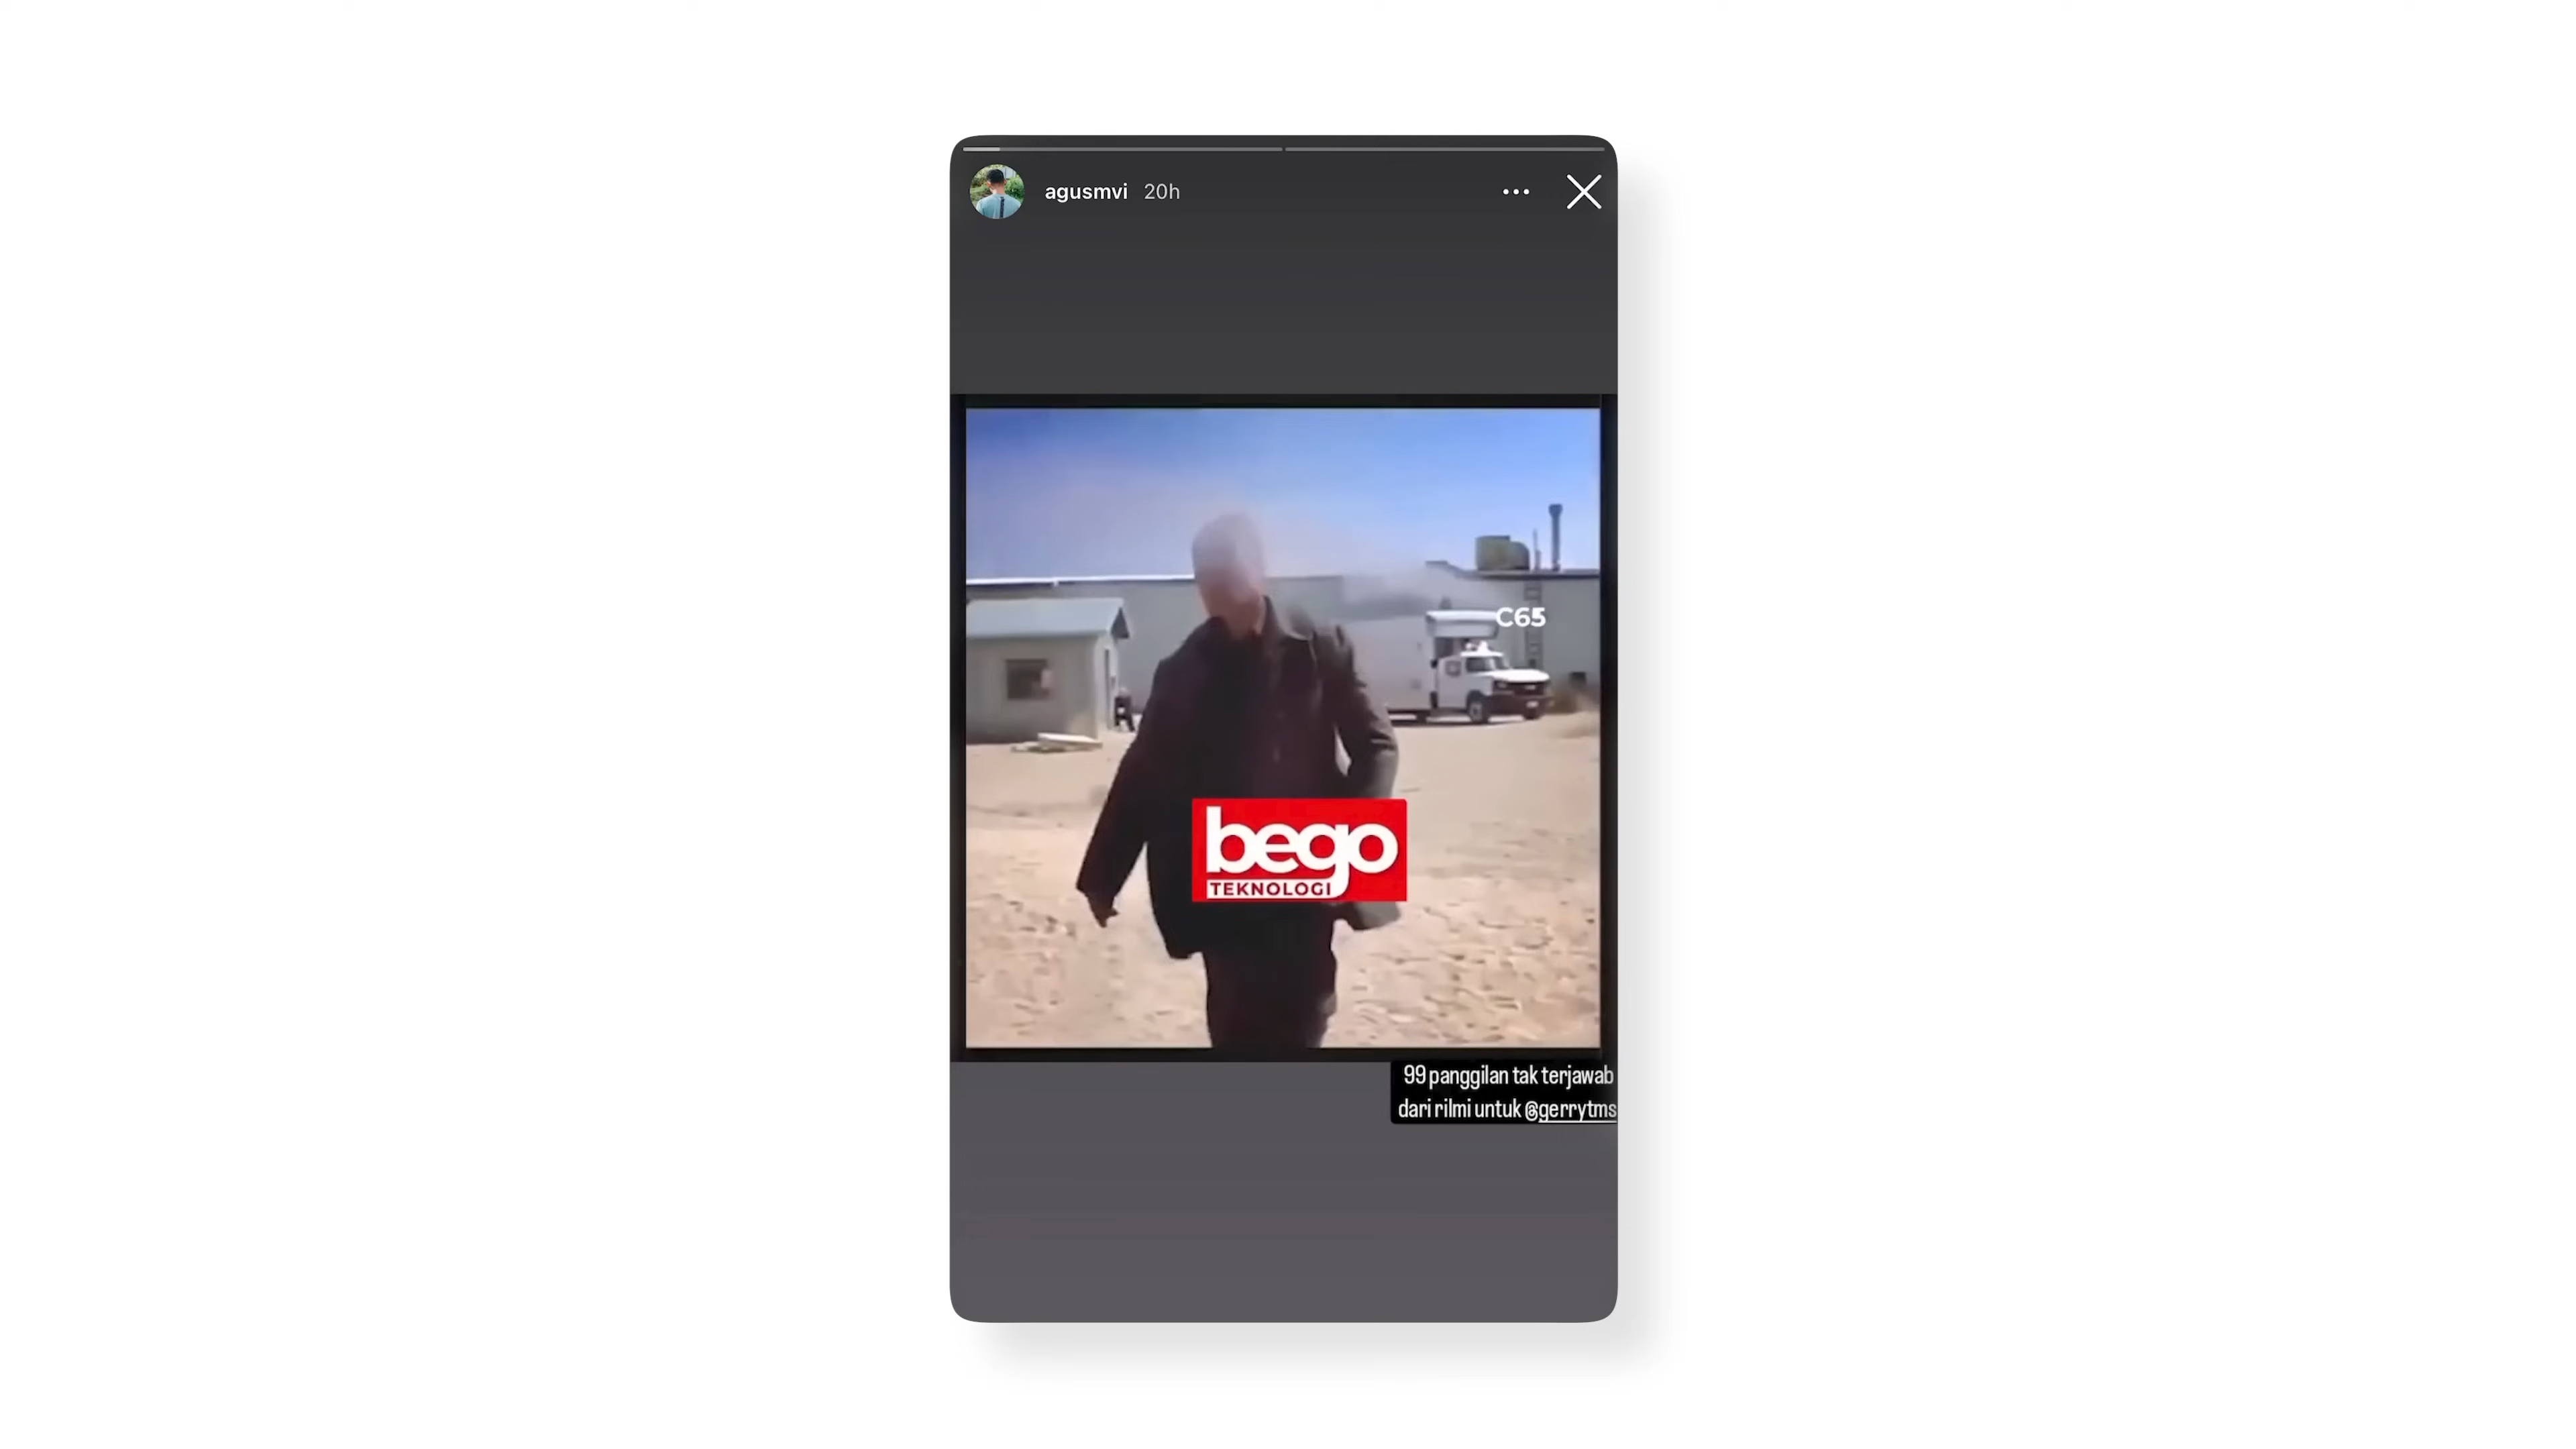 agusmvi 20h
C65
bego
TEKNOLOGI
99 panggilan tak terjawab
dari rilmi untuk @gerrytms